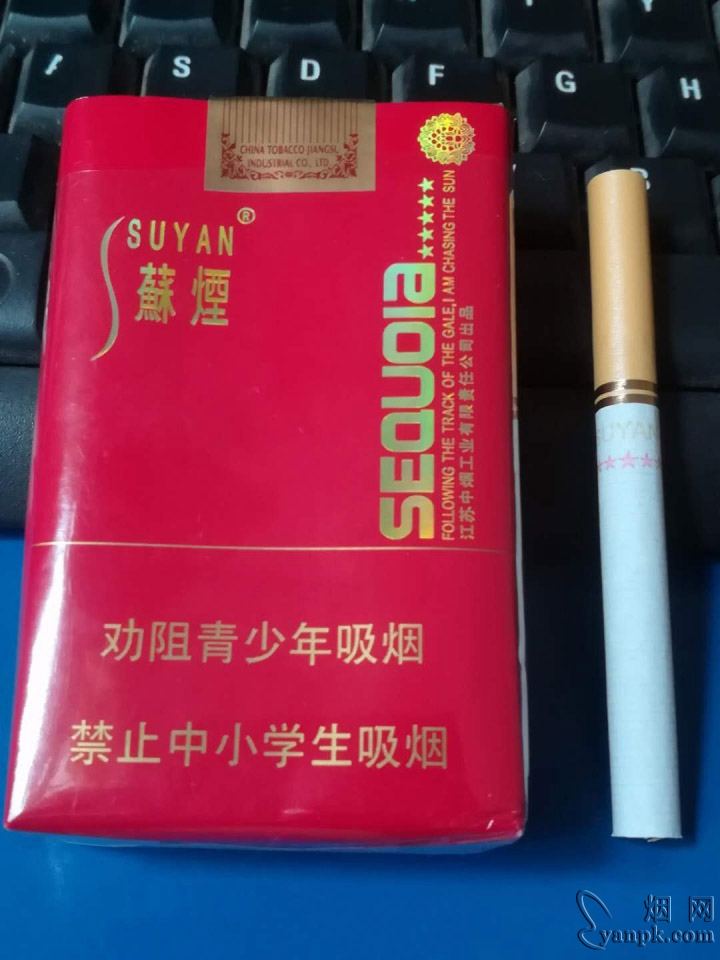 A S D F G H
CHINA TOBACCO JIANGSU
INDUSTRIAL CO., LTD.
SUYAN®
蘇煙
SEQUOIa★★★★★
FOLLOWING THE TRACK OF THE GALE,I AM CHASING THE SUN
江苏中烟工业有限责任公司出品
劝阻青少年吸烟
禁止中小学生吸烟
B
SUYAN
★★★★★
烟网
yanpk.com